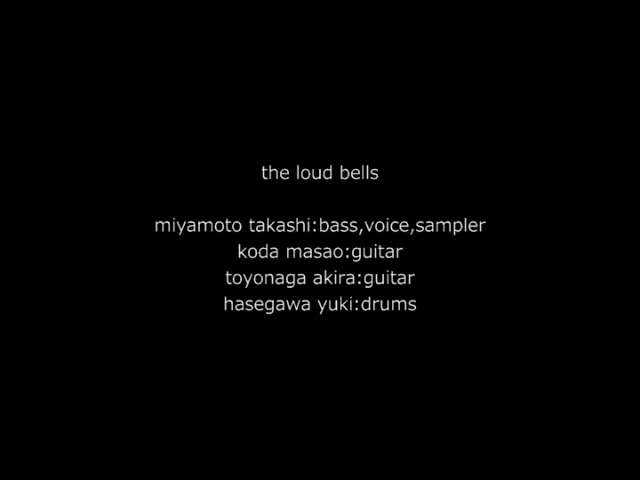 the loud bells
miyamoto takashi:bass,voice,sampler
koda masao:guitar
toyonaga akira:guitar
hasegawa yuki:drums